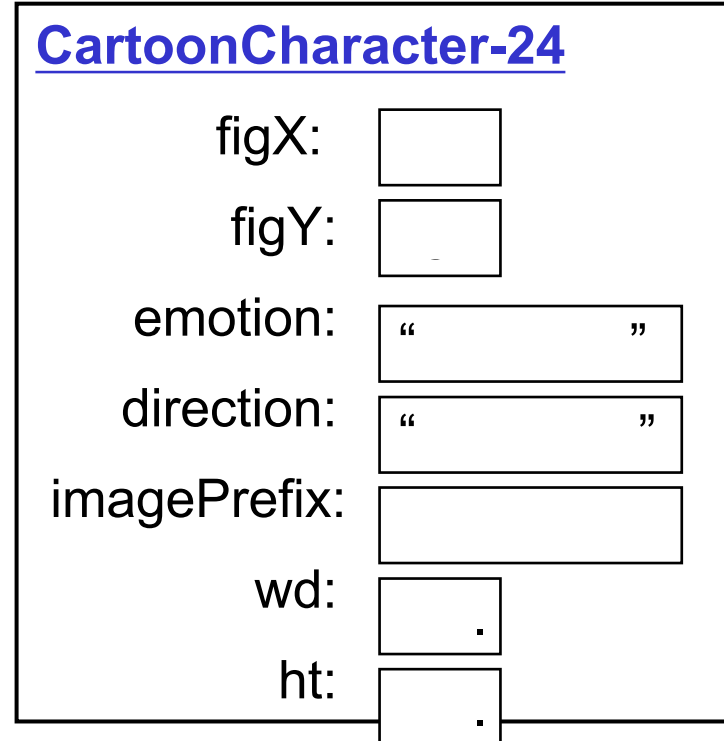 CartoonCharacter-24
figX:
figY:
emotion: “ ”
direction: “ ”
imagePrefix:
wd: .
ht: .